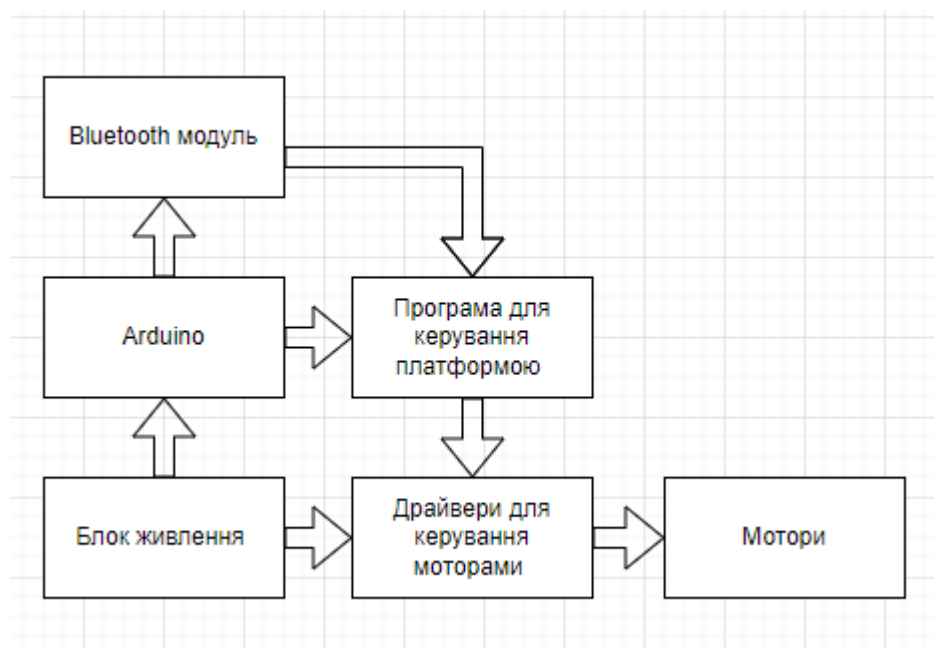 Bluetooth модуль
Arduino
Програма для
керування
платформою
Блок живлення
Драйвери для
керування
моторами
Мотори